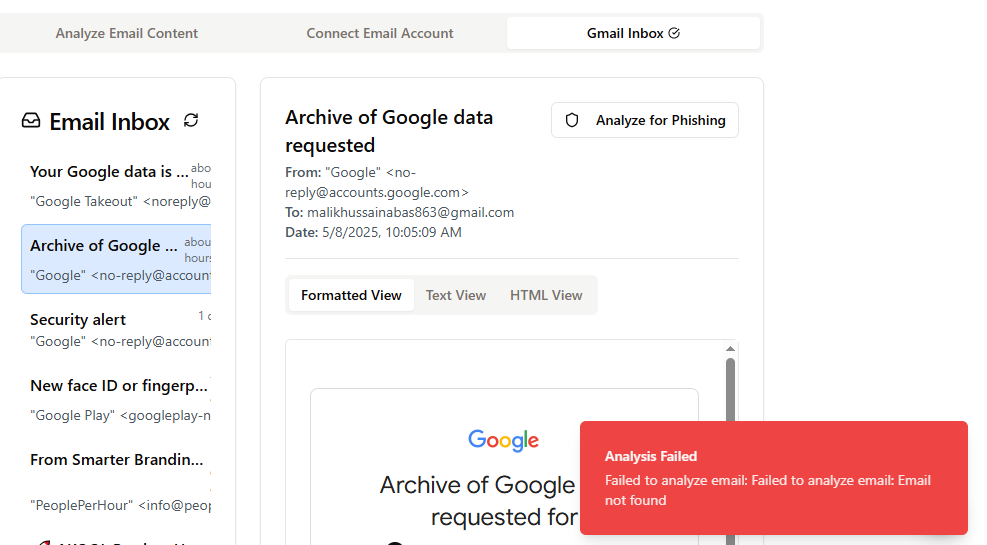 Analyze Email Content
Connect Email Account
Gmail Inbox
Email Inbox
Your Google data is ...
abo
hou
"Google Takeout" <noreply@
Archive of Google ...
abou
hours
"Google" <no-reply@accoun
Security alert
1
"Google" <no-reply@accoun
New face ID or fingerp...
"Google Play" <googleplay-n
From Smarter Brandin...
"PeoplePerHour" <info@peop
Archive of Google data
requested
Analyze for Phishing
From: "Google" <no-
reply@accounts.google.com>
To: malikhussainabas863@gmail.com
Date: 5/8/2025, 10:05:09 AM
Formatted View
Text View
HTML View
Google
Archive of Google
requested for
Analysis Failed
Failed to analyze email: Failed to analyze email: Email
not found